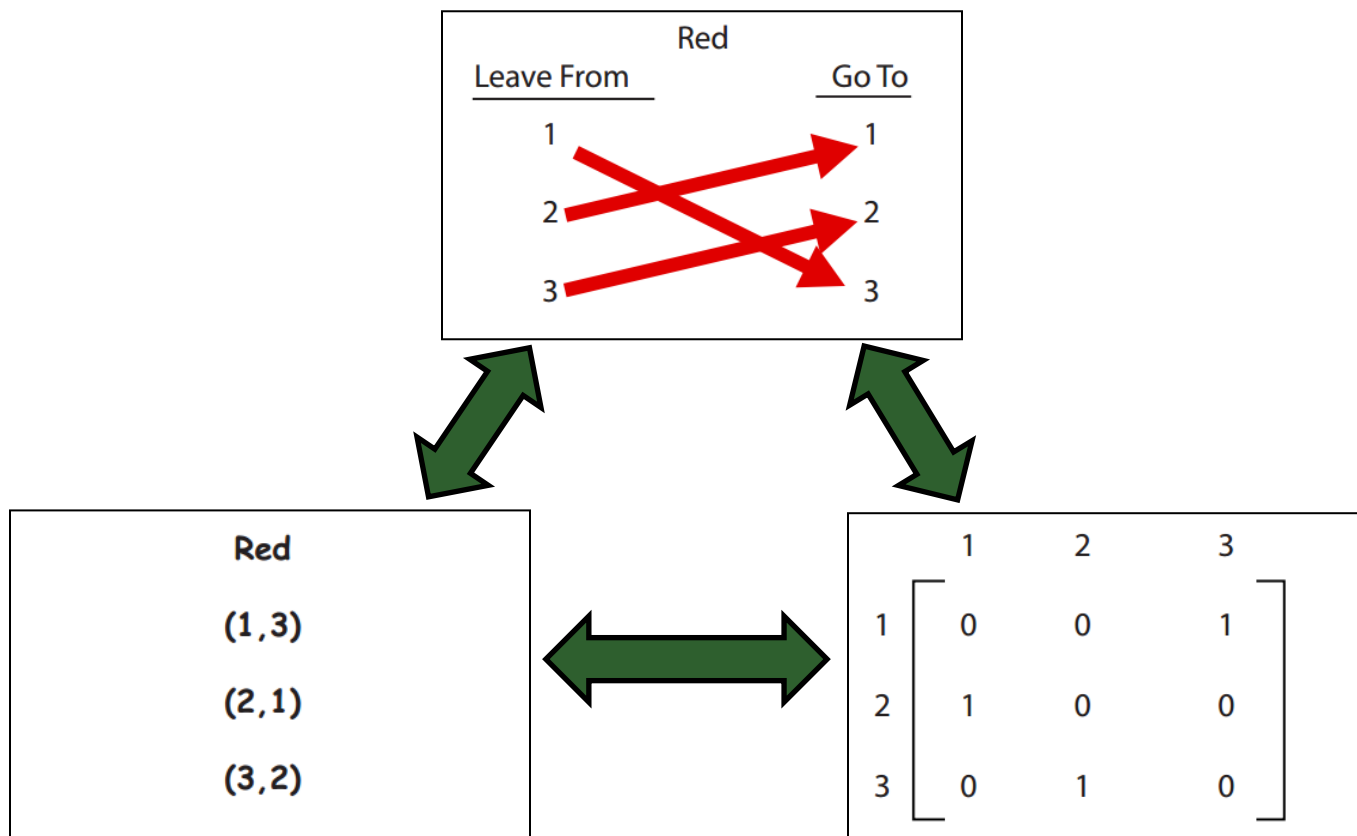 Red
Leave From Go To
1 1
2 2
3 3
Red
(1,3)
(2,1)
(3,2)
1 2 3
1 0 0 1
2 1 0 0
3 0 1 0